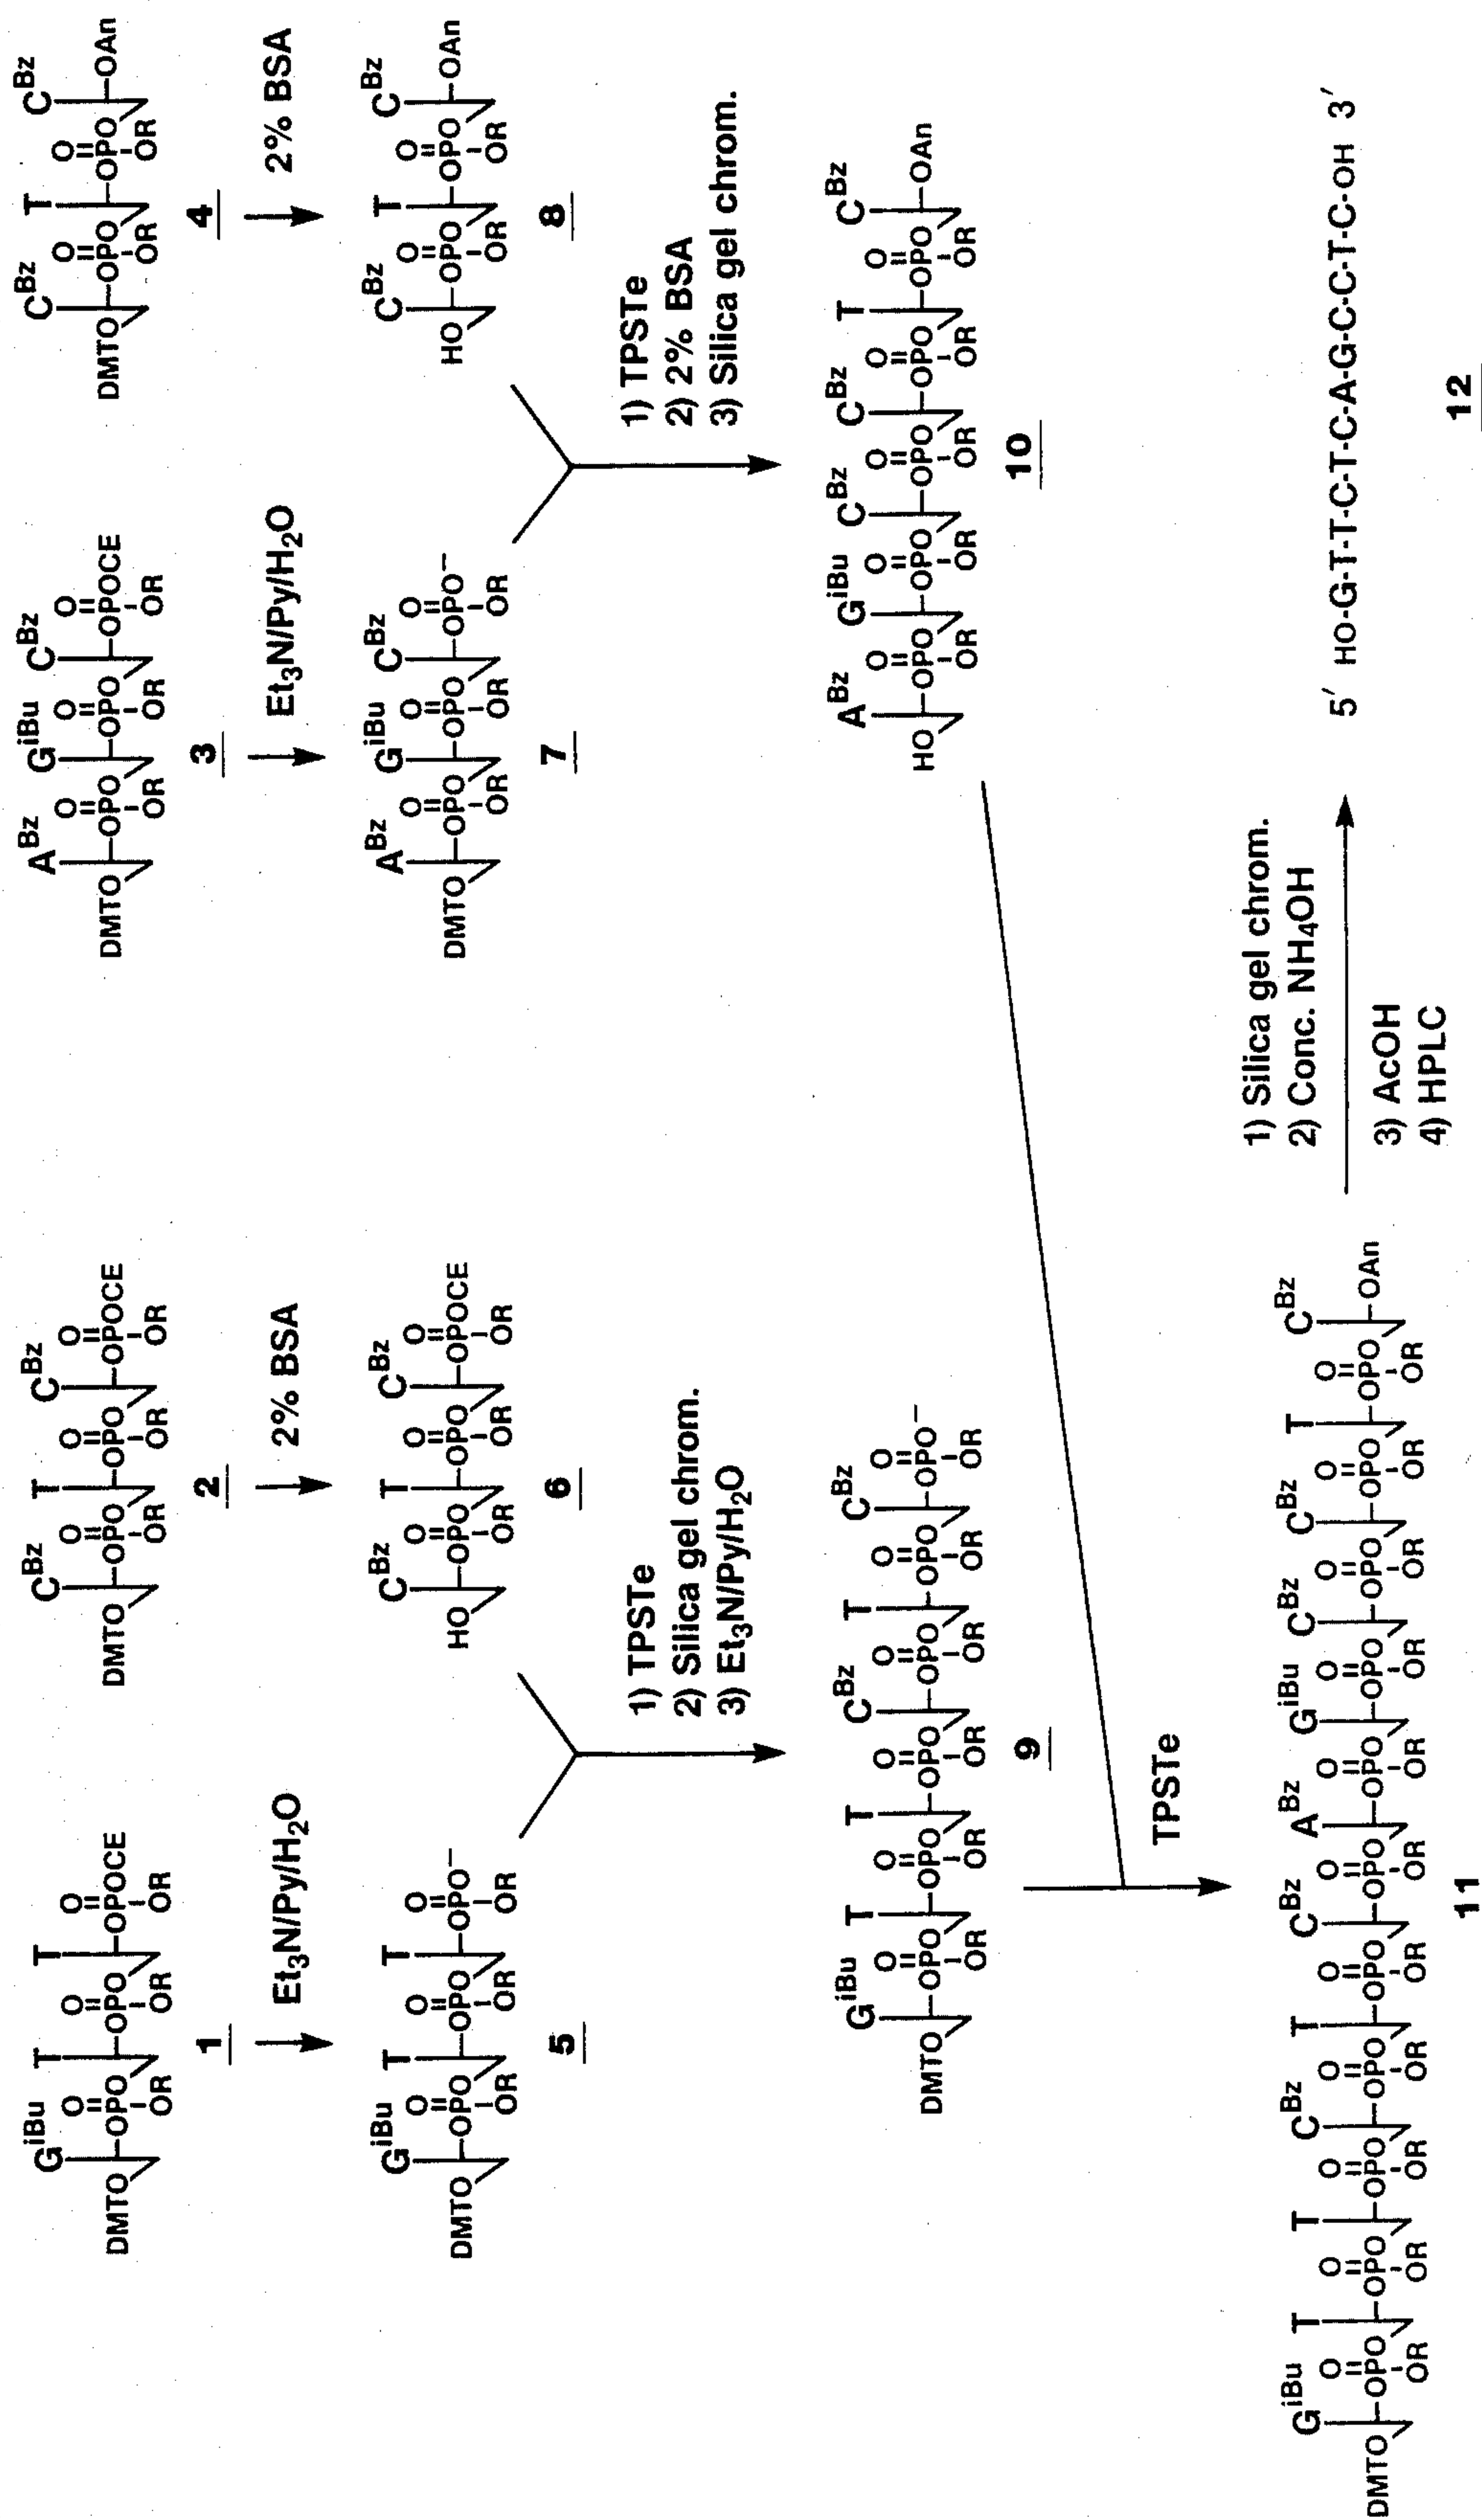 G^iBu T T
O O O
DMTO OPO OPO OPOCE
OR OR OR
1
C^Bz T C^Bz
O O O
DMTO OPO OPO OPOCE
OR OR OR
2
A^Bz G^iBu C^Bz
O O O
DMTO OPO OPO OPOCE
OR OR OR
3
C^Bz T C^Bz
O O
DMTO OPO OPO OAn
OR OR
4
Et3N/Py/H2O
2% BSA
Et3N/Py/H2O
2% BSA
G^iBu T T
O O O
DMTO OPO OPO OPO−
OR OR OR
5
C^Bz T C^Bz
O O O
HO OPO OPO OPOCE
OR OR OR
6
A^Bz G^iBu C^Bz
O O O
DMTO OPO OPO OPO−
OR OR OR
7
C^Bz T C^Bz
O O
HO OPO OPO OAn
OR OR
8
1) TPSTe
2) Silica gel chrom.
3) Et3N/Py/H2O
1) TPSTe
2) 2% BSA
3) Silica gel chrom.
G^iBu T T C^Bz T C^Bz
O O O O O O
DMTO OPO OPO OPO OPO OPO OPO−
OR OR OR OR OR OR
9
A^Bz G^iBu C^Bz C^Bz T C^Bz
O O O O O
HO OPO OPO OPO OPO OPO OAn
OR OR OR OR OR
10
TPSTe
G^iBu T T C^Bz T C^Bz A^Bz G^iBu C^Bz C^Bz T C^Bz
O O O O O O O O O O O
DMTO OPO OPO OPO OPO OPO OPO OPO OPO OPO OPO OPO OAn
OR OR OR OR OR OR OR OR OR OR OR
11
1) Silica gel chrom.
2) Conc. NH4OH
3) AcOH
4) HPLC
5′ HO-G-T-T-C-T-C-A-G-C-C-T-C-OH 3′
12